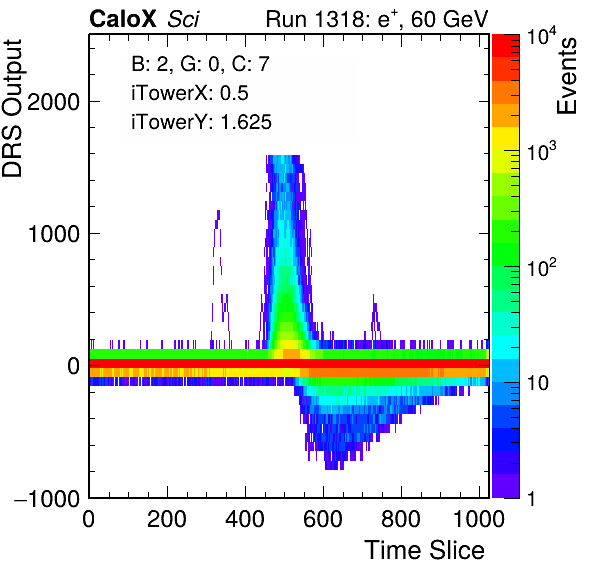 CaloX Sci
Run 1318: e+, 60 GeV
B: 2, G: 0, C: 7
iTowerX: 0.5
iTowerY: 1.625
DRS Output
2000
1000
0
−1000
0
200
400
600
800
1000
Time Slice
Events
10^4
10^3
10^2
10
1